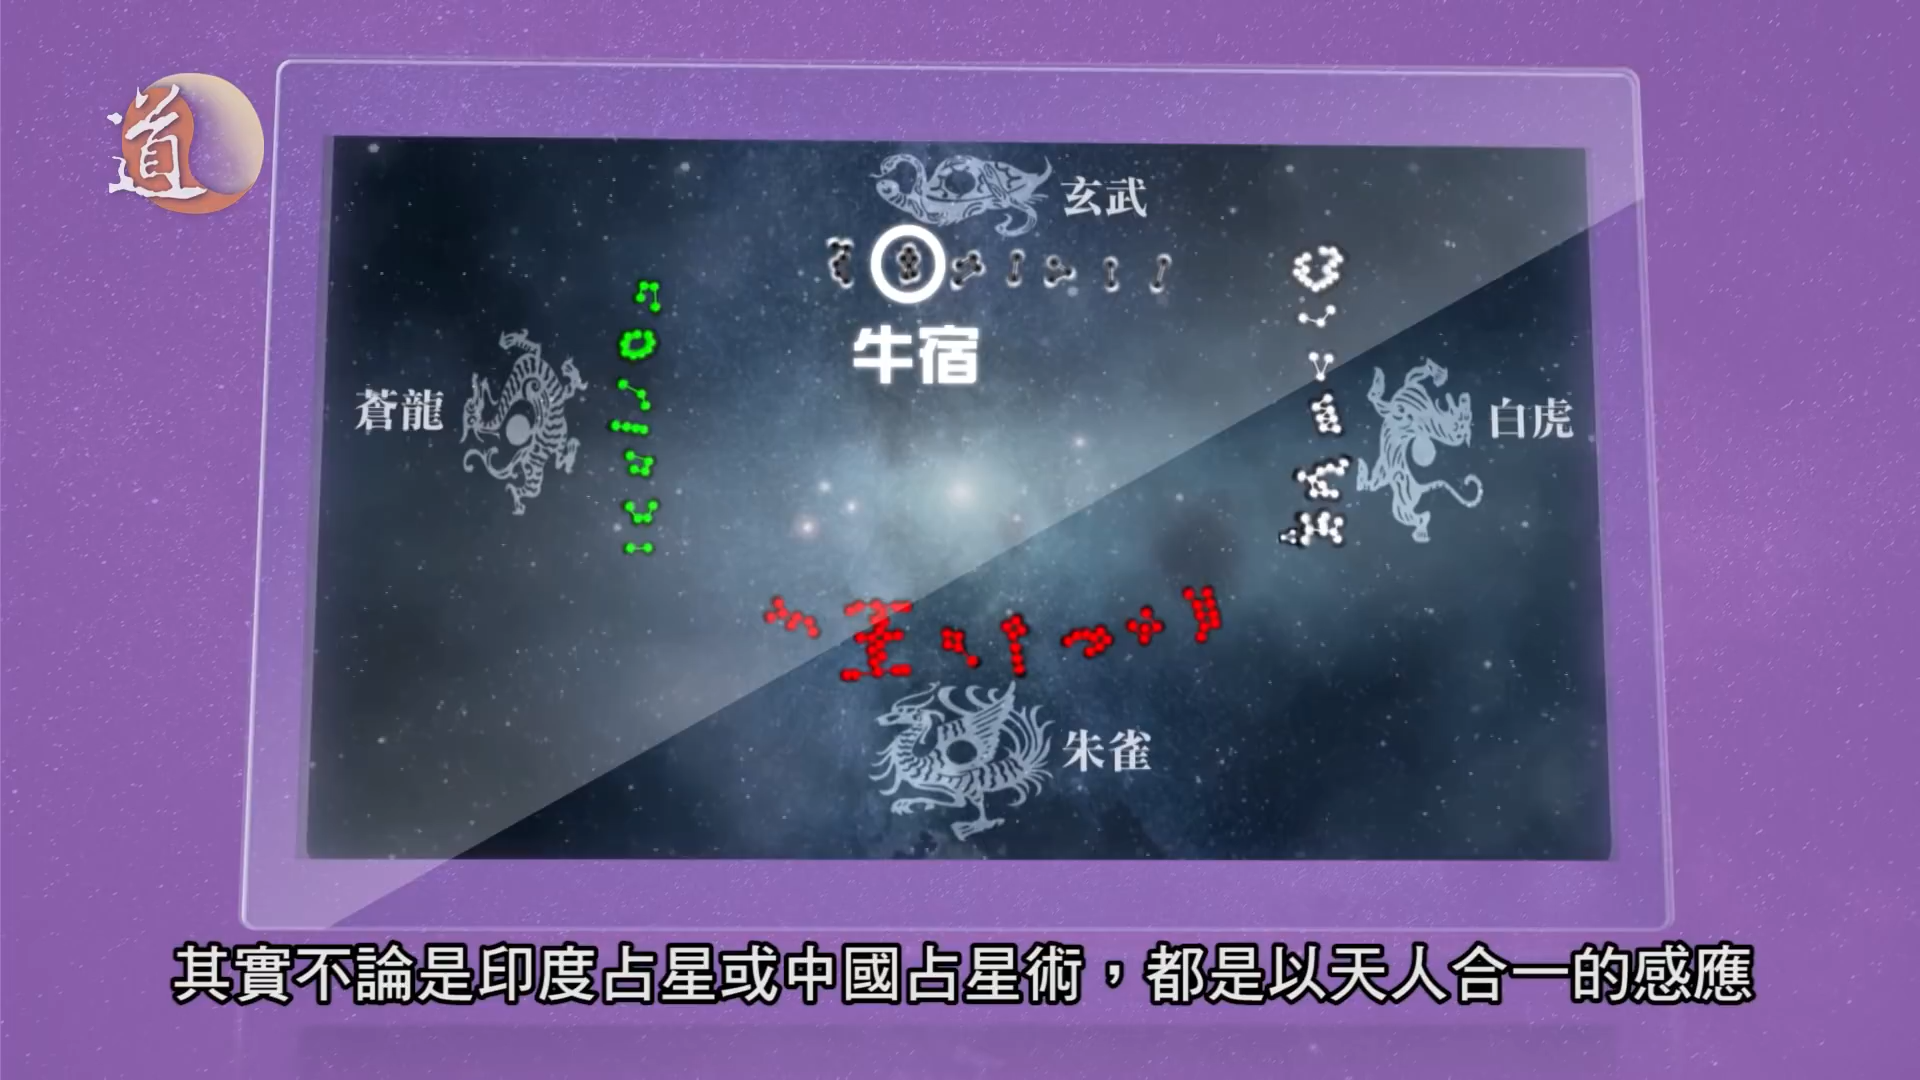 道
玄武
牛宿
蒼龍
白虎
朱雀
其實不論是印度占星或中國占星術，都是以天人合一的感應